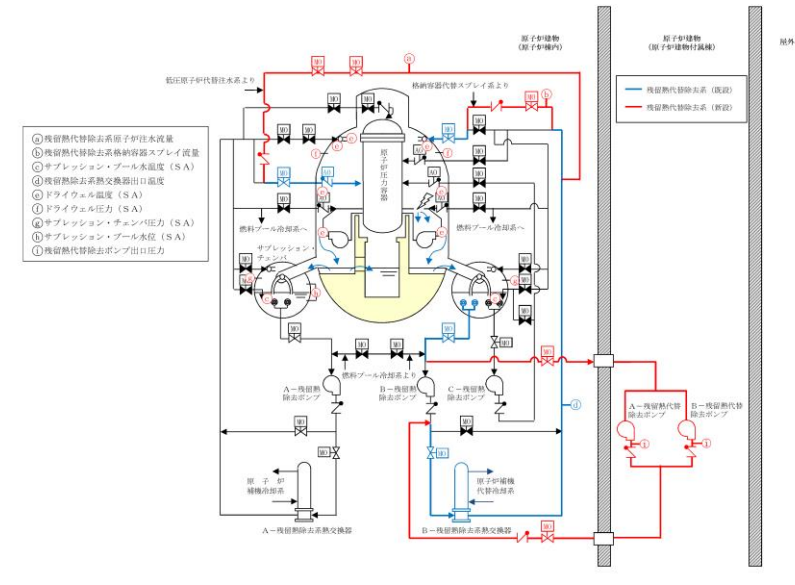 原子炉建物
(原子炉棟内)
原子炉建物
(原子炉建物付属棟)
屋外
残留熱代替除去系(既設)
残留熱代替除去系(新設)
低圧原子炉代替注水系より
格納容器代替スプレイ系より
ⓐ残留熱代替除去系原子炉注水流量
ⓑ残留熱代替除去系格納容器スプレイ流量
ⓒサプレッション・プール水温度(SA)
ⓓ残留熱除去系熱交換器出口温度
ⓔドライウェル温度(SA)
ⓕドライウェル圧力(SA)
ⓖサプレッション・チェンバ圧力(SA)
ⓗサプレッション・プール水位(SA)
ⓘ残留熱代替除去ポンプ出口圧力
原子炉圧力容器
燃料プール冷却系へ
燃料プール冷却系へ
サプレッション・
チェンバ
燃料プール冷却系より
A-残留熱
除去ポンプ
B-残留熱
除去ポンプ
C-残留熱
除去ポンプ
A-残留熱代替
除去ポンプ
B-残留熱代替
除去ポンプ
原子炉
補機冷却系
原子炉補機
代替冷却系
A-残留熱除去系熱交換器
B-残留熱除去系熱交換器